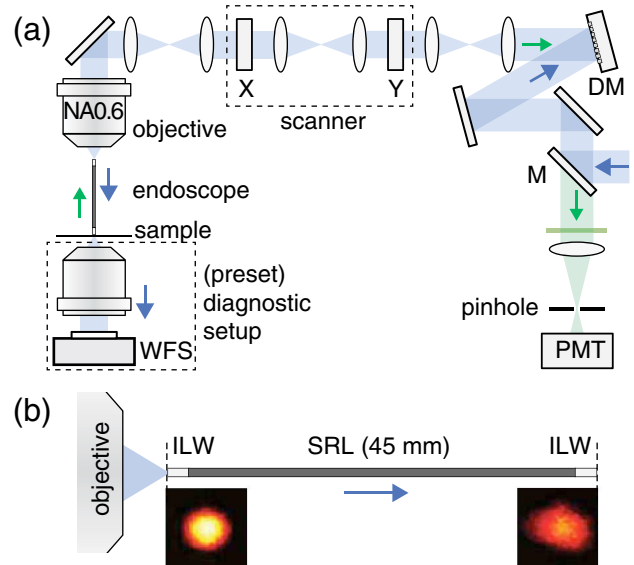 (a)
X
Y
DM
NA0.6
objective
scanner
endoscope
M
sample
(preset)
diagnostic
setup
pinhole
WFS
PMT
(b)
objective
ILW
SRL (45 mm)
ILW